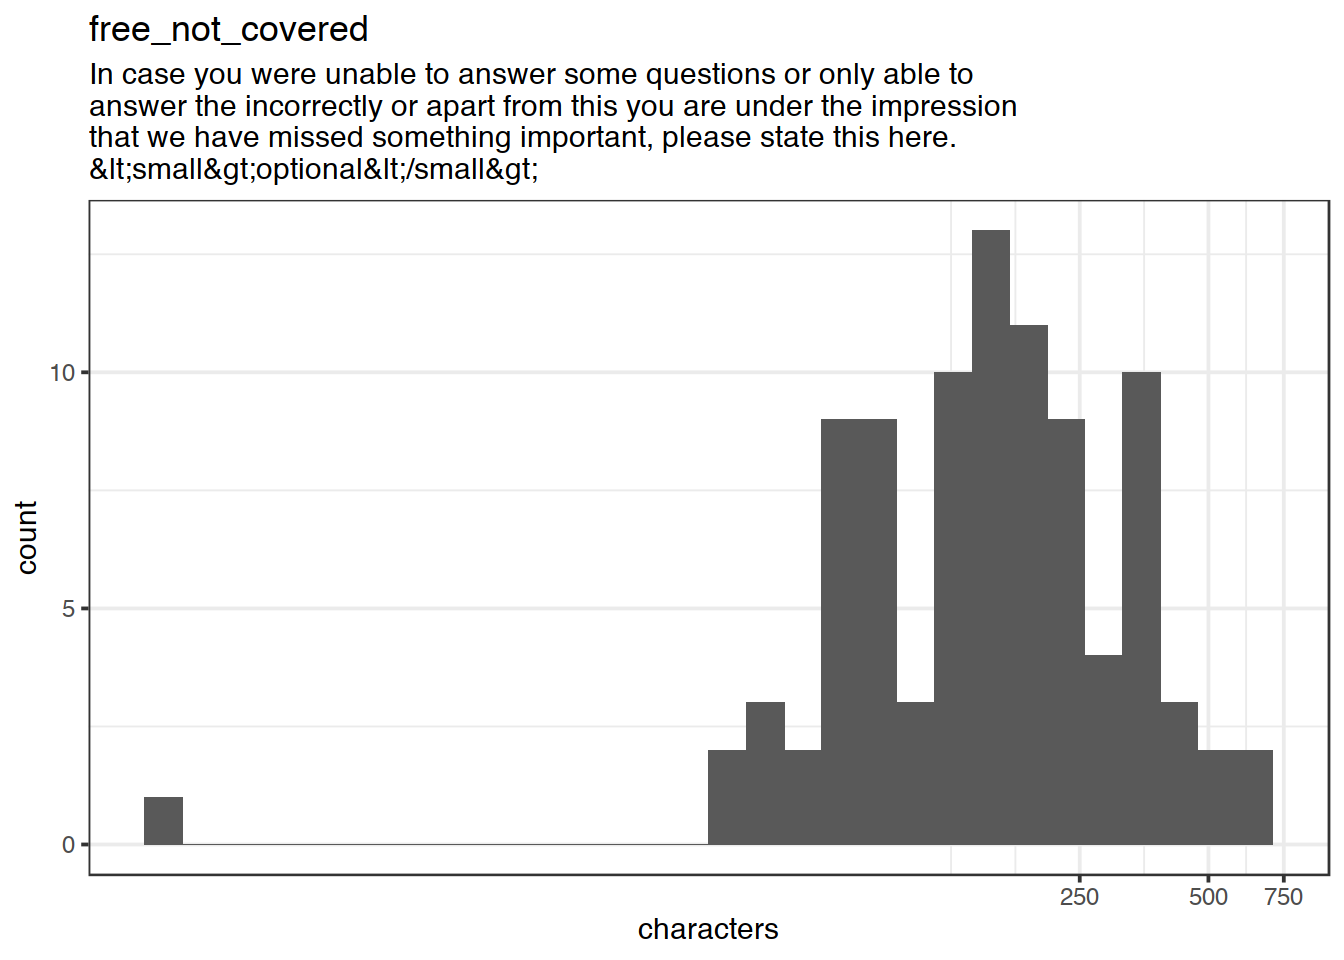 free_not_covered
In case you were unable to answer some questions or only able to
answer the incorrectly or apart from this you are under the impression
that we have missed something important, please state this here.
&lt;small&gt;optional&lt;/small&gt;
10
5
0
count
250 500 750
characters